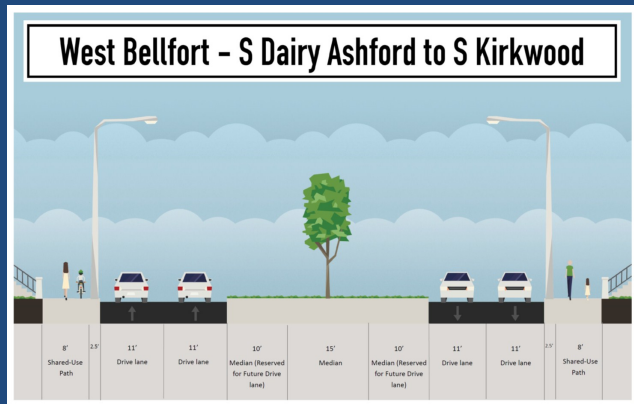 West Bellfort – S Dairy Ashford to S Kirkwood
8'
Shared-Use
Path
2.5'
11'
Drive lane
11'
Drive lane
10'
Median (Reserved
for Future Drive
lane)
15'
Median
10'
Median (Reserved
for Future Drive
lane)
11'
Drive lane
11'
Drive lane
2.5'
8'
Shared-Use
Path